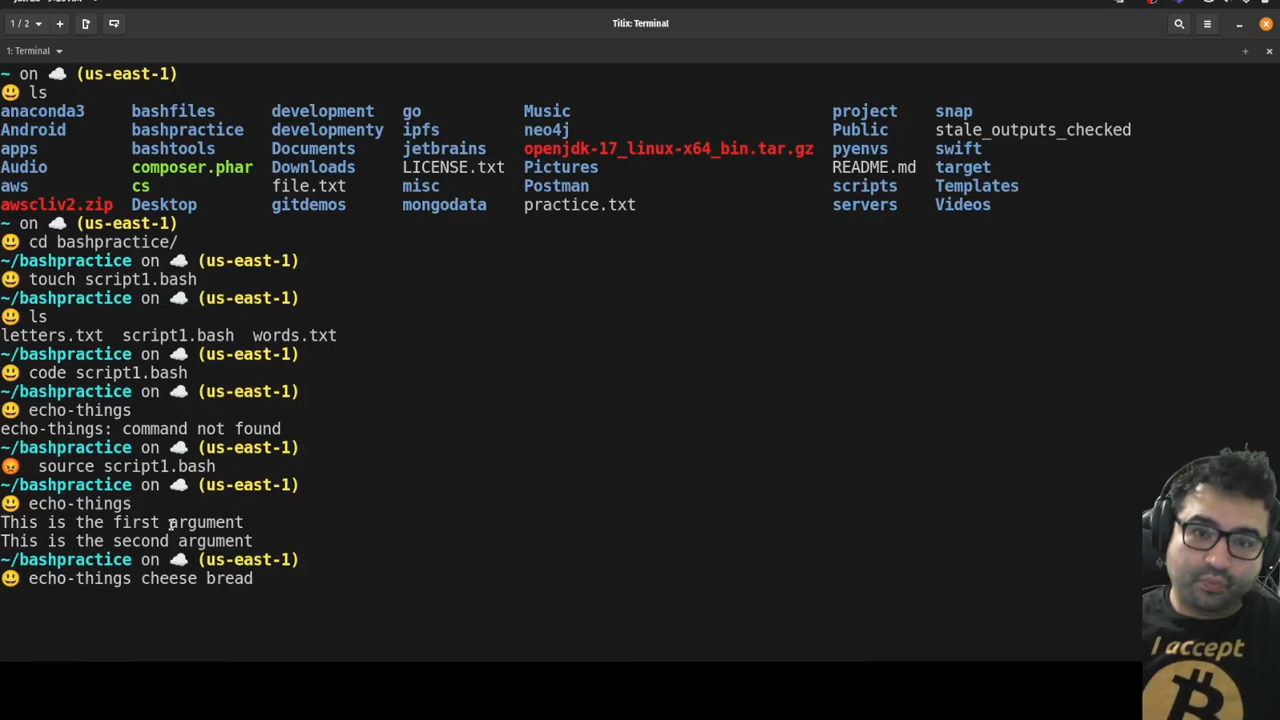 1 / 2
Tilix: Terminal
1: Terminal
~ on ☁️ (us-east-1)
😃 ls
anaconda3 bashfiles development go Music project snap
Android bashpractice developmenty ipfs neo4j Public stale_outputs_checked
apps bashtools Documents jetbrains openjdk-17_linux-x64_bin.tar.gz pyenvs swift
Audio composer.phar Downloads LICENSE.txt Pictures README.md target
aws cs file.txt misc Postman scripts Templates
awscliv2.zip Desktop gitdemos mongodata practice.txt servers Videos
~ on ☁️ (us-east-1)
😃 cd bashpractice/
~/bashpractice on ☁️ (us-east-1)
😃 touch script1.bash
~/bashpractice on ☁️ (us-east-1)
😃 ls
letters.txt script1.bash words.txt
~/bashpractice on ☁️ (us-east-1)
😃 code script1.bash
~/bashpractice on ☁️ (us-east-1)
😃 echo-things
echo-things: command not found
~/bashpractice on ☁️ (us-east-1)
😡 source script1.bash
~/bashpractice on ☁️ (us-east-1)
😃 echo-things
This is the first argument
This is the second argument
~/bashpractice on ☁️ (us-east-1)
😃 echo-things cheese bread
I accept